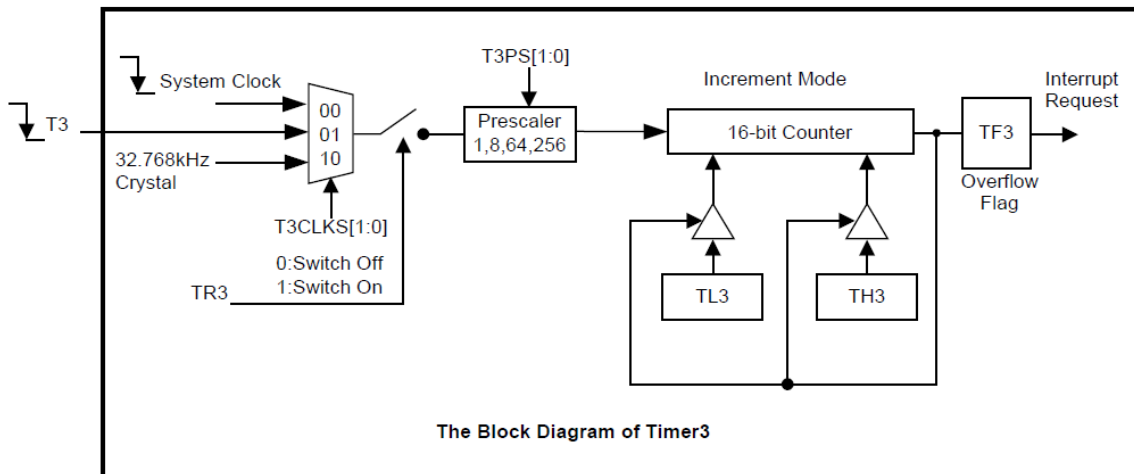 T3PS[1:0]
System Clock
Increment Mode
Interrupt
Request
T3
00
01
10
Prescaler
1,8,64,256
16-bit Counter
TF3
32.768kHz
Crystal
Overflow
Flag
T3CLKS[1:0]
0:Switch Off
1:Switch On
TR3
TL3
TH3
The Block Diagram of Timer3